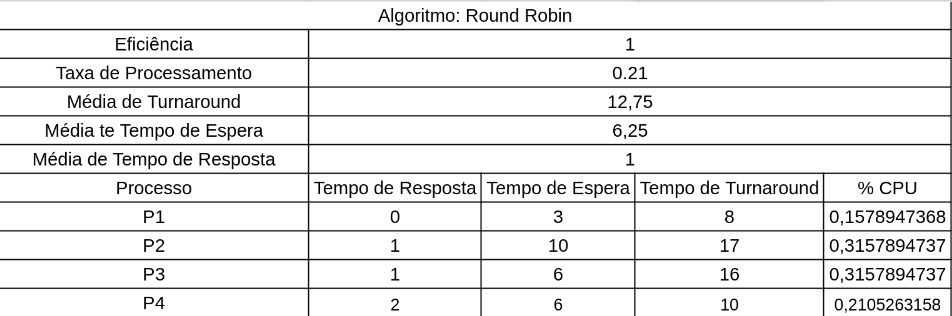 Algoritmo: Round Robin
Eficiência 1
Taxa de Processamento 0.21
Média de Turnaround 12,75
Média te Tempo de Espera 6,25
Média de Tempo de Resposta 1
Processo Tempo de Resposta Tempo de Espera Tempo de Turnaround % CPU
P1 0 3 8 0,1578947368
P2 1 10 17 0,3157894737
P3 1 6 16 0,3157894737
P4 2 6 10 0,2105263158